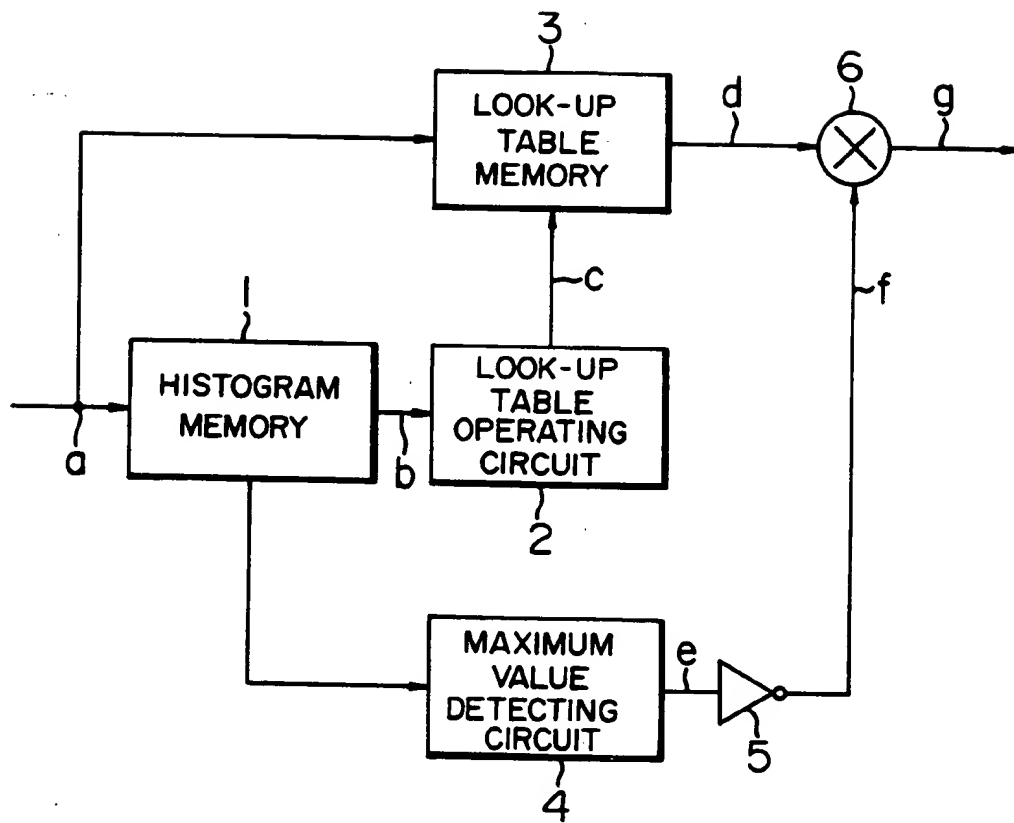 3
LOOK-UP
TABLE
MEMORY
d
6
g
c
f
1
HISTOGRAM
MEMORY
a
b
LOOK-UP
TABLE
OPERATING
CIRCUIT
2
MAXIMUM
VALUE
DETECTING
CIRCUIT
4
e
5